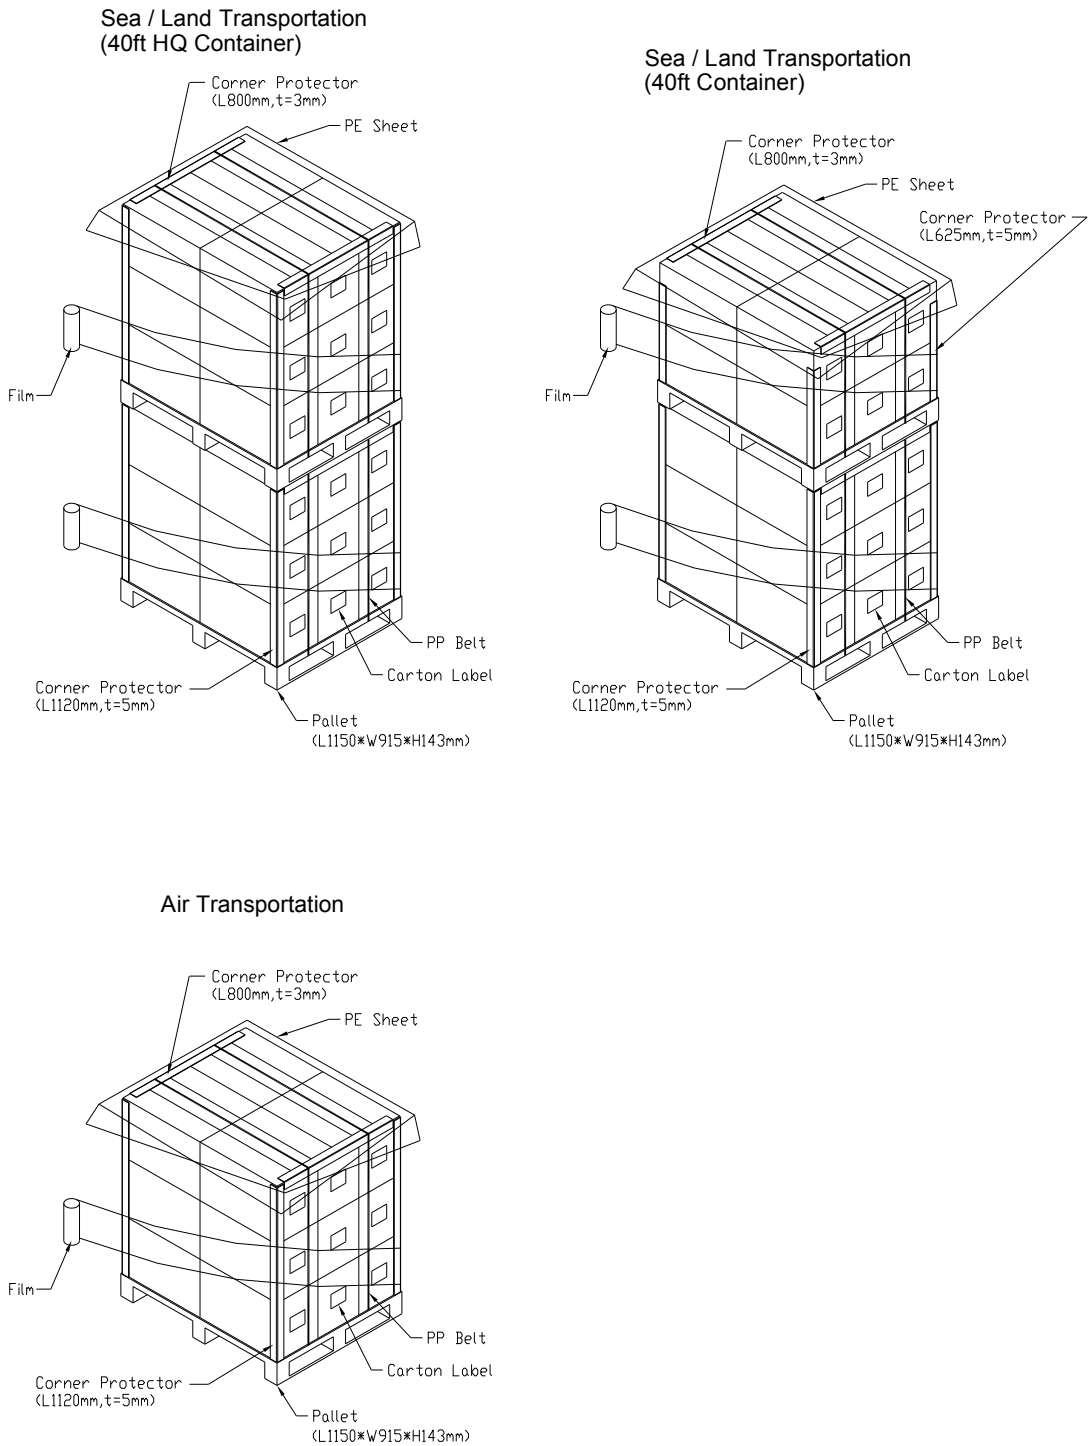 Sea / Land Transportation
(40ft HQ Container)
Corner Protector
(L800mm,t=3mm)
PE Sheet
Film
PP Belt
Carton Label
Corner Protector
(L1120mm,t=5mm)
Pallet
(L1150*W915*H143mm)
Sea / Land Transportation
(40ft Container)
Corner Protector
(L800mm,t=3mm)
PE Sheet
Corner Protector
(L625mm,t=5mm)
Film
PP Belt
Carton Label
Corner Protector
(L1120mm,t=5mm)
Pallet
(L1150*W915*H143mm)
Air Transportation
Corner Protector
(L800mm,t=3mm)
PE Sheet
Film
PP Belt
Carton Label
Corner Protector
(L1120mm,t=5mm)
Pallet
(L1150*W915*H143mm)